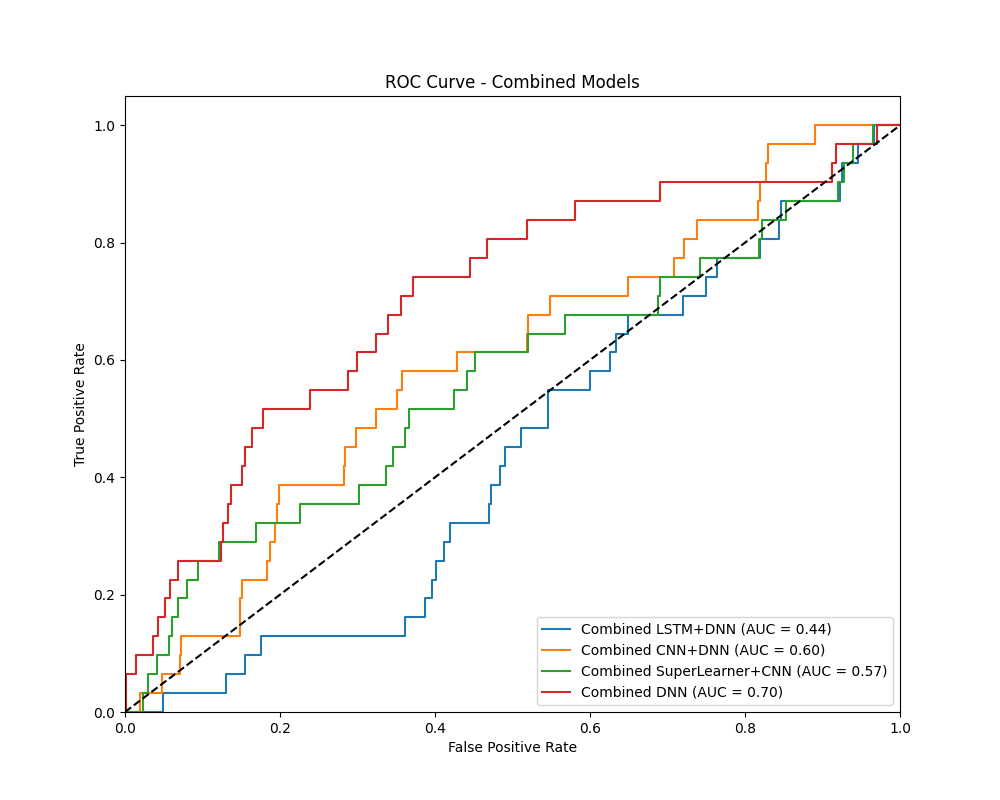 ROC Curve - Combined Models
True Positive Rate
1.0
0.8
0.6
0.4
0.2
0.0
Combined LSTM+DNN (AUC = 0.44)
Combined CNN+DNN (AUC = 0.60)
Combined SuperLearner+CNN (AUC = 0.57)
Combined DNN (AUC = 0.70)
0.0 0.2 0.4 0.6 0.8 1.0
False Positive Rate